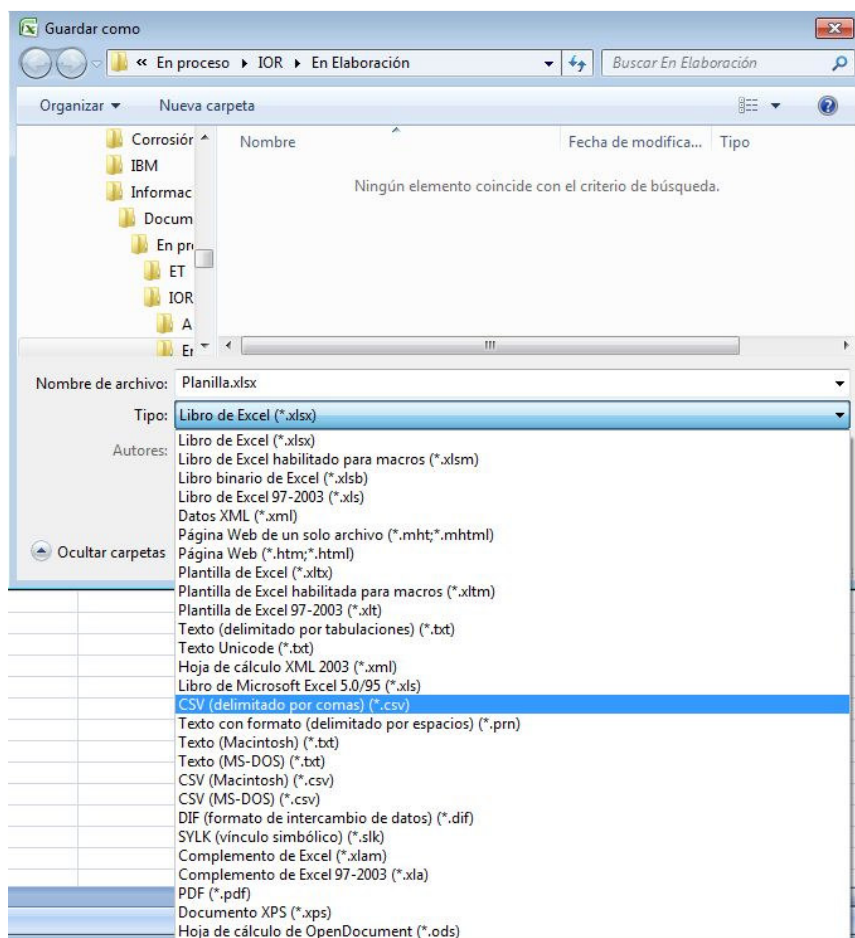 Guardar como
« En proceso ▸ IOR ▸ En Elaboración
Buscar En Elaboración
Organizar
Nueva carpeta
Corrosión
IBM
Informac
Docum
En pro
ET
IOR
A
Nombre
Fecha de modifica...
Tipo
Ningún elemento coincide con el criterio de búsqueda.
Nombre de archivo: Planilla.xlsx
Tipo: Libro de Excel (*.xlsx)
Autores:
Libro de Excel (*.xlsx)
Libro de Excel habilitado para macros (*.xlsm)
Libro binario de Excel (*.xlsb)
Libro de Excel 97-2003 (*.xls)
Datos XML (*.xml)
Página Web de un solo archivo (*.mht;*.mhtml)
Ocultar carpetas
Página Web (*.htm;*.html)
Plantilla de Excel (*.xltx)
Plantilla de Excel habilitada para macros (*.xltm)
Plantilla de Excel 97-2003 (*.xlt)
Texto (delimitado por tabulaciones) (*.txt)
Texto Unicode (*.txt)
Hoja de cálculo XML 2003 (*.xml)
Libro de Microsoft Excel 5.0/95 (*.xls)
CSV (delimitado por comas) (*.csv)
Texto con formato (delimitado por espacios) (*.prn)
Texto (Macintosh) (*.txt)
Texto (MS-DOS) (*.txt)
CSV (Macintosh) (*.csv)
CSV (MS-DOS) (*.csv)
DIF (formato de intercambio de datos) (*.dif)
SYLK (vínculo simbólico) (*.slk)
Complemento de Excel (*.xlam)
Complemento de Excel 97-2003 (*.xla)
PDF (*.pdf)
Documento XPS (*.xps)
Hoja de cálculo de OpenDocument (*.ods)